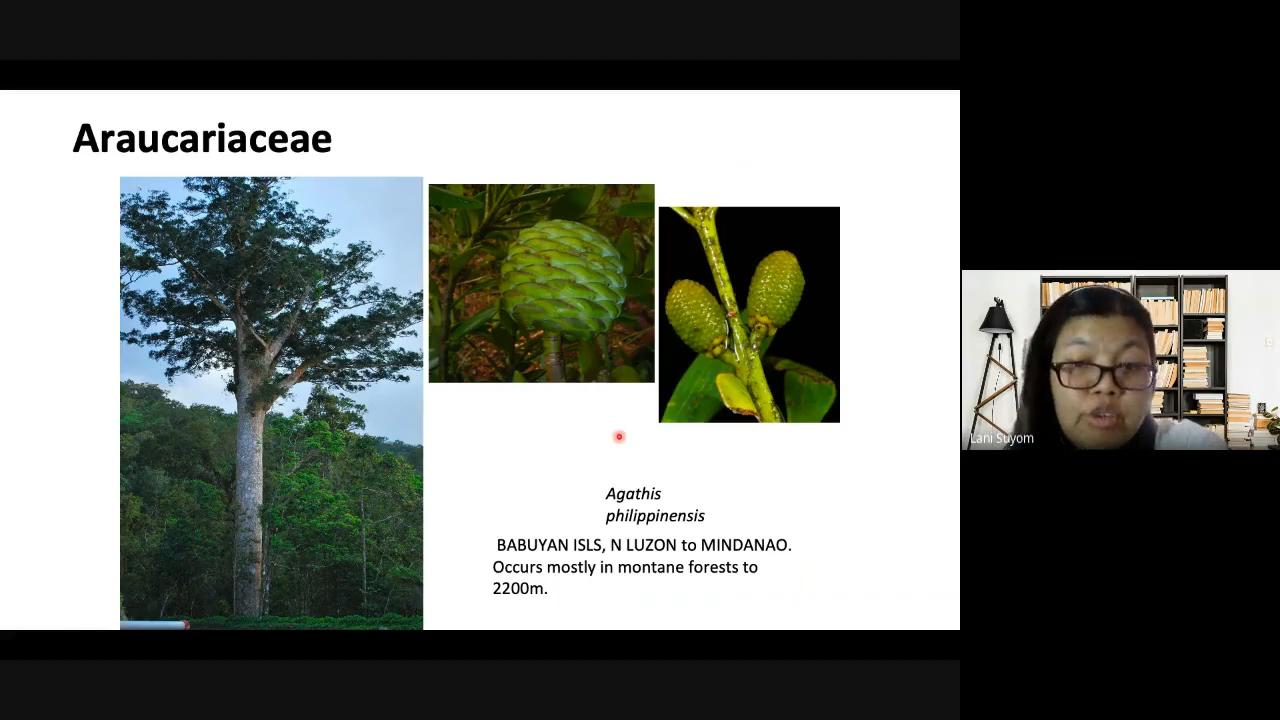 Araucariaceae
Agathis
philippinensis
BABUYAN ISLS, N LUZON to MINDANAO.
Occurs mostly in montane forests to
2200m.
Lani Suyom